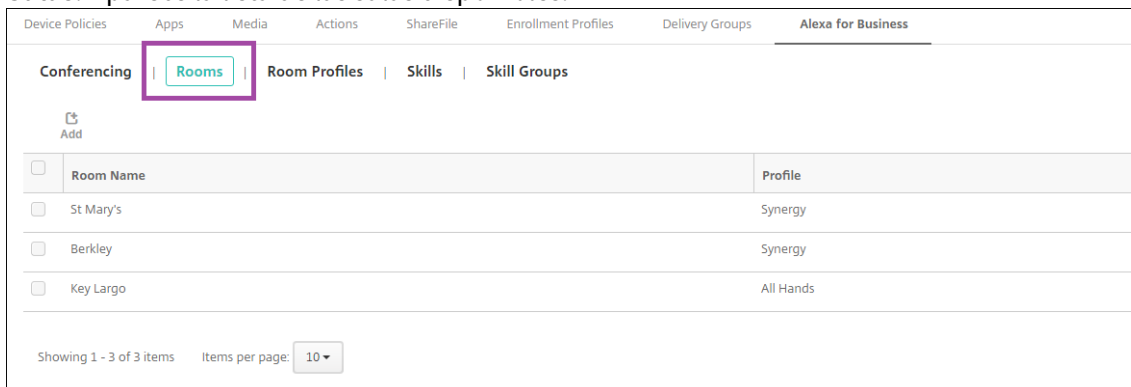 Device Policies Apps Media Actions ShareFile Enrollment Profiles Delivery Groups Alexa for Business
Conferencing | Rooms | Room Profiles | Skills | Skill Groups
Add
Room Name Profile
St Mary's Synergy
Berkley Synergy
Key Largo All Hands
Showing 1 - 3 of 3 items Items per page: 10